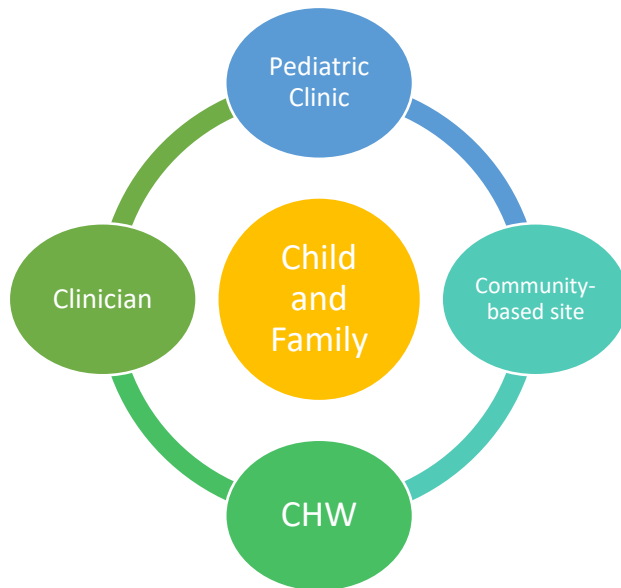 Pediatric
Clinic
Clinician
Child
and
Family
Community-
based site
CHW